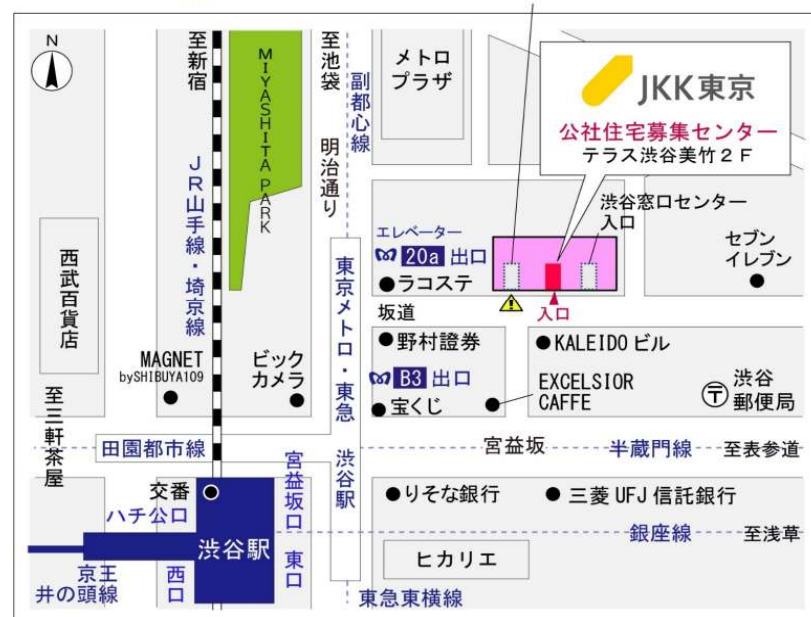 N
至新宿
MIYASHITA PARK
至池袋
明治通り
副都心線
メトロ
プラザ
JKK東京
公社住宅募集センター
テラス渋谷美竹2F
渋谷窓口センター
入口
JR山手線・埼京線
西武百貨店
エレベーター
20a 出口
ラコステ
セブン
イレブン
入口
坂道
東京メトロ・東急
渋谷駅
野村證券
KALEIDO ビル
MAGNET
bySHIBUYA109
ビック
カメラ
B3 出口
宝くじ
EXCELSIOR
CAFFE
渋谷
郵便局
至三軒茶屋
田園都市線
宮益坂
半蔵門線
至表参道
交番
ハチ公口
宮益坂口
りそな銀行
三菱UFJ信託銀行
渋谷駅
東口
銀座線
至浅草
ヒカリエ
京王
井の頭線
西口
東急東横線